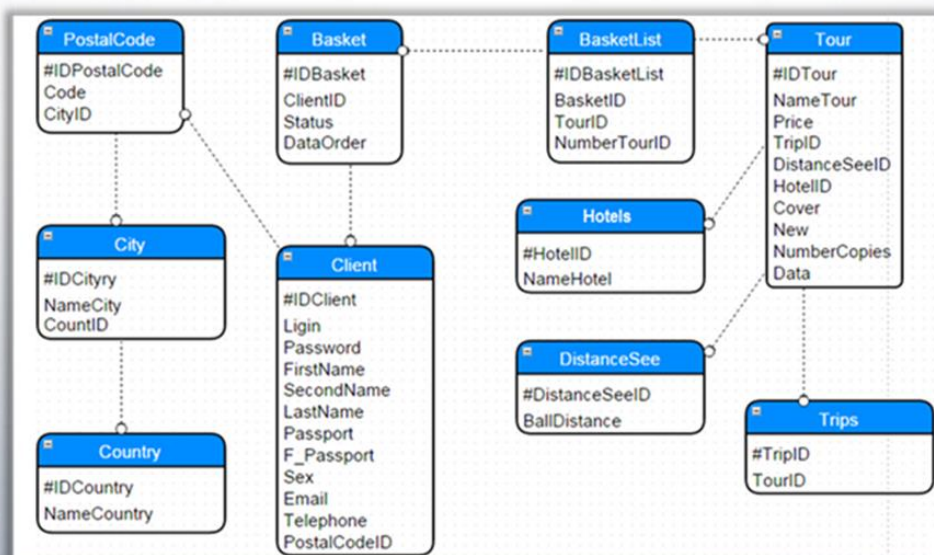 PostalCode
#IDPostalCode
Code
CityID
Basket
#IDBasket
ClientID
Status
DataOrder
BasketList
#IDBasketList
BasketID
TourID
NumberTourID
Tour
#IDTour
NameTour
Price
TripID
DistanceSeeID
HotelID
Cover
New
NumberCopies
Data
City
#IDCityry
NameCity
CountID
Client
#IDClient
Ligin
Password
FirstName
SecondName
LastName
Passport
F_Passport
Sex
Email
Telephone
PostalCodeID
Hotels
#HotelID
NameHotel
DistanceSee
#DistanceSeeID
BallDistance
Country
#IDCountry
NameCountry
Trips
#TripID
TourID